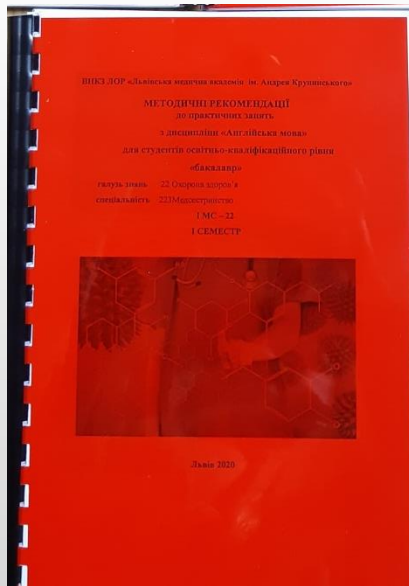 ВНКЗ ЛОР «Львівська медична академія ім. Андрея Крупинського»
МЕТОДИЧНІ РЕКОМЕНДАЦІЇ
до практичних занять
з дисципліни «Англійська мова»
для студентів освітньо-кваліфікаційного рівня
«бакалавр»
галузь знань 22 Охорона здоров'я
спеціальність 223Медсестринство
І МС – 22
І СЕМЕСТР
Львів 2020